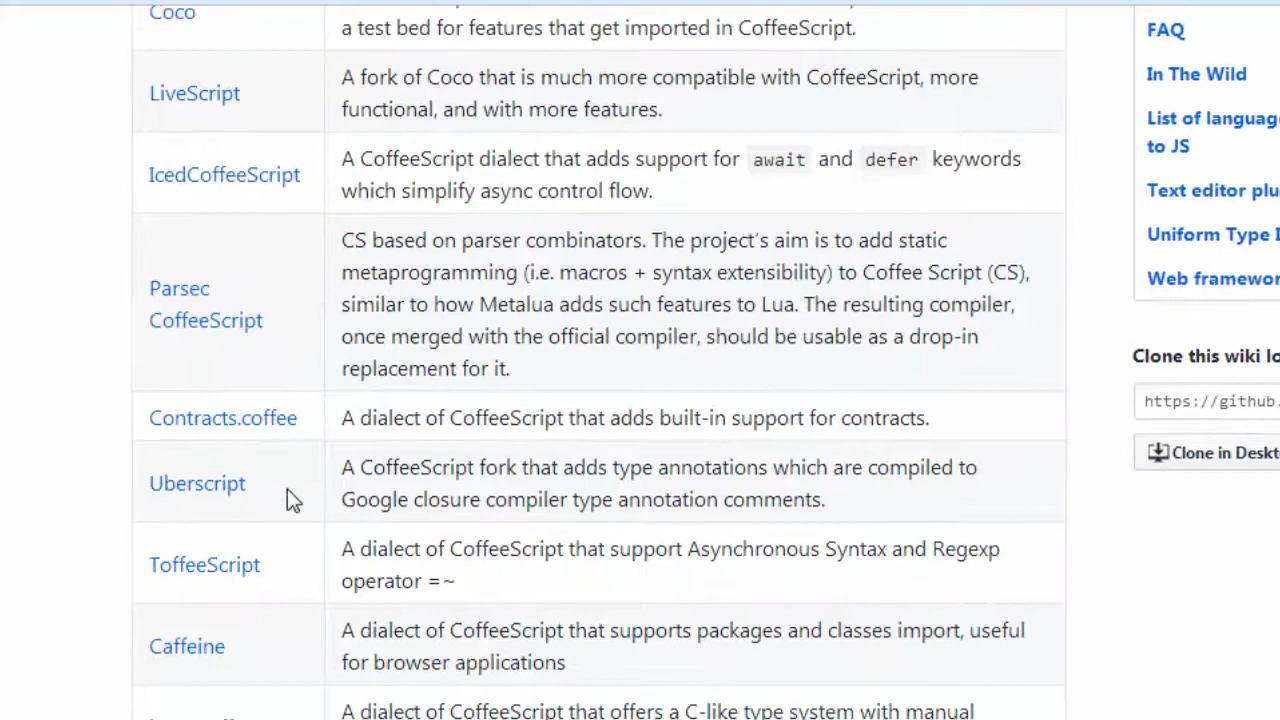 Coco
a test bed for features that get imported in CoffeeScript.
LiveScript
A fork of Coco that is much more compatible with CoffeeScript, more
functional, and with more features.
IcedCoffeeScript
A CoffeeScript dialect that adds support for await and defer keywords
which simplify async control flow.
Parsec
CoffeeScript
CS based on parser combinators. The project's aim is to add static
metaprogramming (i.e. macros + syntax extensibility) to Coffee Script (CS),
similar to how Metalua adds such features to Lua. The resulting compiler,
once merged with the official compiler, should be usable as a drop-in
replacement for it.
Contracts.coffee
A dialect of CoffeeScript that adds built-in support for contracts.
Uberscript
A CoffeeScript fork that adds type annotations which are compiled to
Google closure compiler type annotation comments.
ToffeeScript
A dialect of CoffeeScript that support Asynchronous Syntax and Regexp
operator =~
Caffeine
A dialect of CoffeeScript that supports packages and classes import, useful
for browser applications
A dialect of CoffeeScript that offers a C-like type system with manual
FAQ
In The Wild
List of languag
to JS
Text editor plu
Uniform Type I
Web framewor
Clone this wiki lo
https://github.
Clone in Deskt